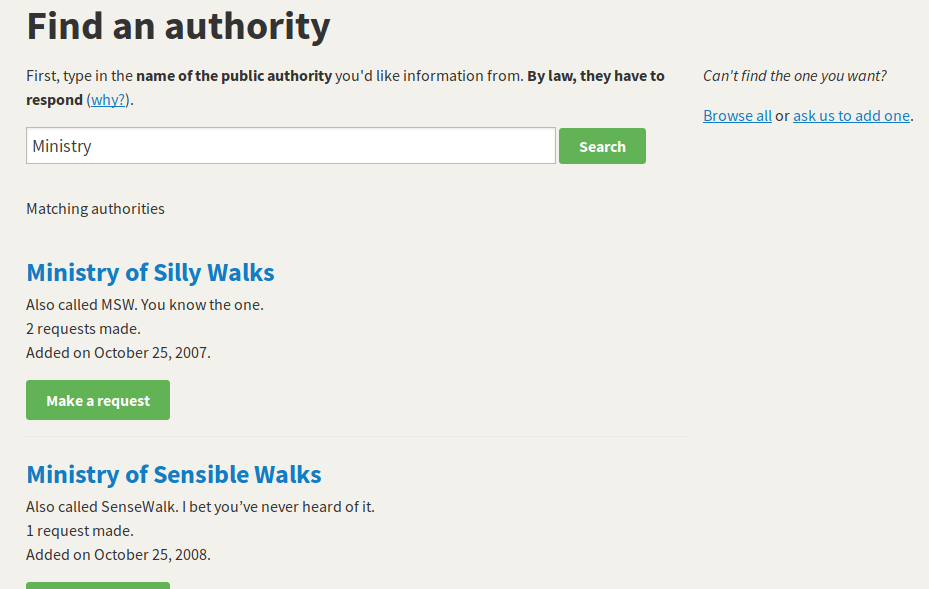 Find an authority
First, type in the name of the public authority you'd like information from. By law, they have to
respond (why?).
Can't find the one you want?
Browse all or ask us to add one.
Ministry
Search
Matching authorities
Ministry of Silly Walks
Also called MSW. You know the one.
2 requests made.
Added on October 25, 2007.
Make a request
Ministry of Sensible Walks
Also called SenseWalk. I bet you’ve never heard of it.
1 request made.
Added on October 25, 2008.